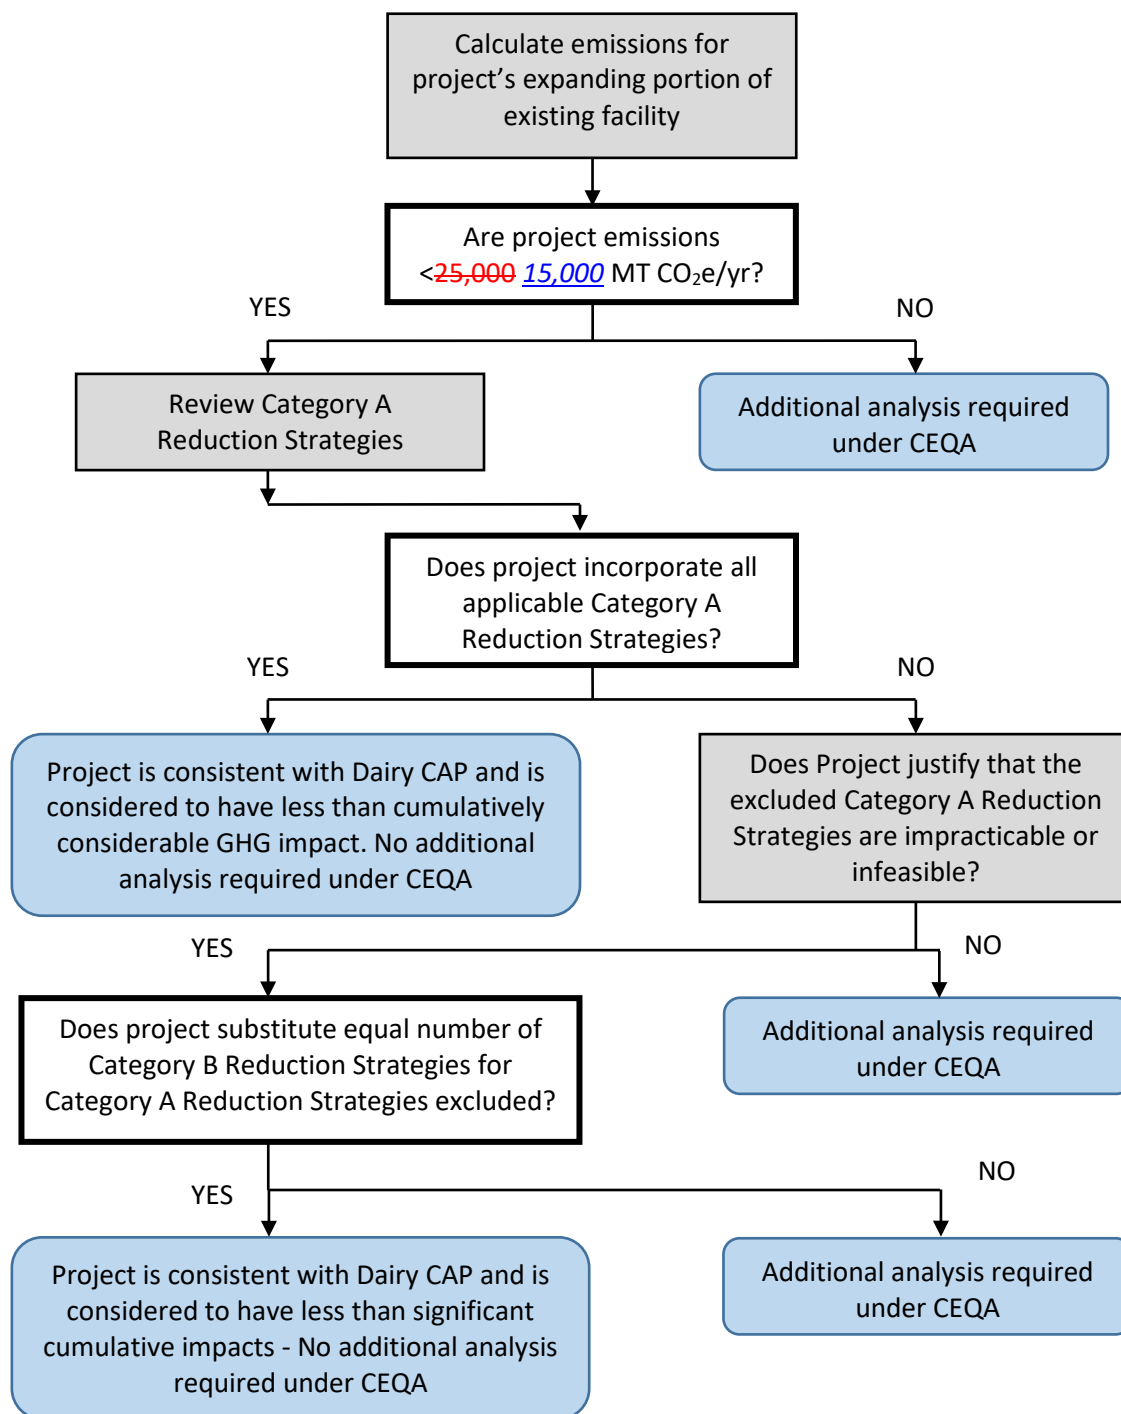 Calculate emissions for
project’s expanding portion of
existing facility
Are project emissions
<25,000 15,000 MT CO₂e/yr?
YES
NO
Review Category A
Reduction Strategies
Additional analysis required
under CEQA
Does project incorporate all
applicable Category A
Reduction Strategies?
YES
NO
Project is consistent with Dairy CAP and is
considered to have less than cumulatively
considerable GHG impact. No additional
analysis required under CEQA
Does Project justify that the
excluded Category A Reduction
Strategies are impracticable or
infeasible?
YES
NO
Does project substitute equal number of
Category B Reduction Strategies for
Category A Reduction Strategies excluded?
Additional analysis required
under CEQA
YES
NO
Project is consistent with Dairy CAP and is
considered to have less than significant
cumulative impacts - No additional analysis
required under CEQA
Additional analysis required
under CEQA